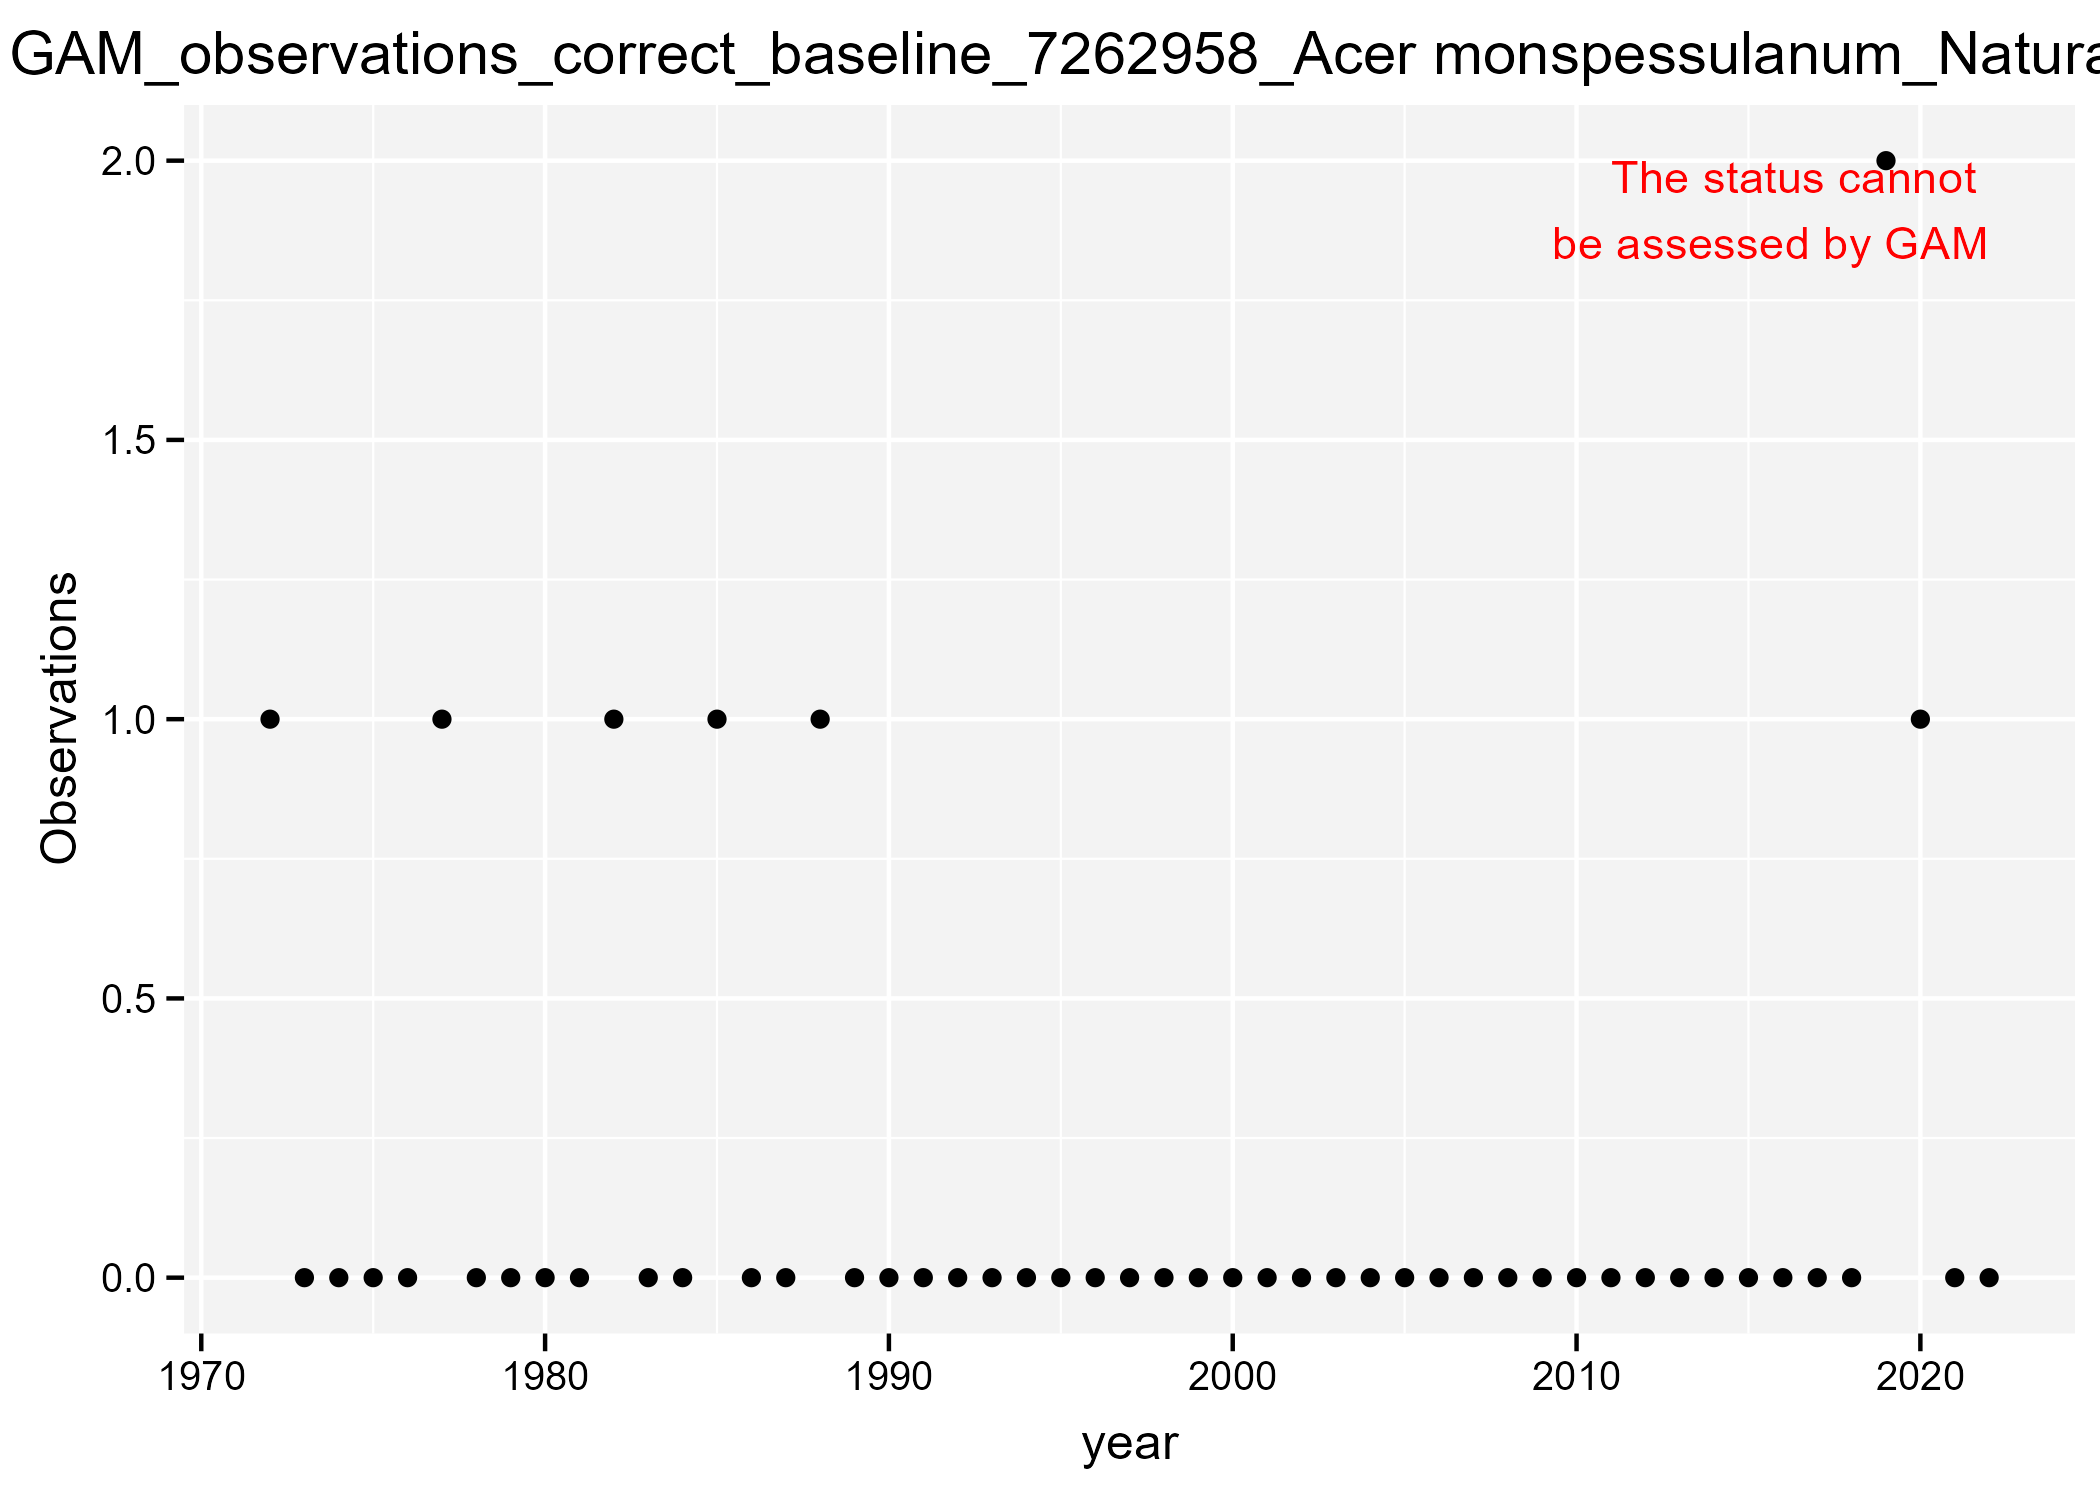 GAM_observations_correct_baseline_7262958_Acer monspessulanum_Natura
2.0
The status cannot
be assessed by GAM
1.5
1.0
0.5
0.0
Observations
1970 1980 1990 2000 2010 2020
year